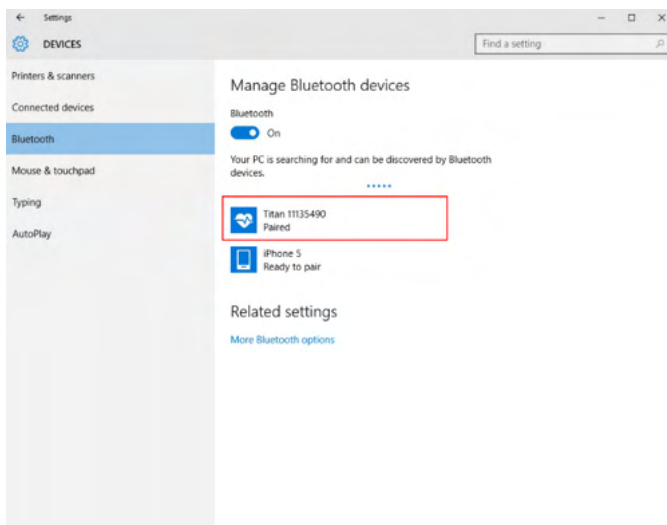 Settings
DEVICES
Find a setting
Printers & scanners
Connected devices
Bluetooth
Mouse & touchpad
Typing
AutoPlay
Manage Bluetooth devices
Bluetooth
On
Your PC is searching for and can be discovered by Bluetooth
devices.
Titan 11135490
Paired
iPhone 5
Ready to pair
Related settings
More Bluetooth options